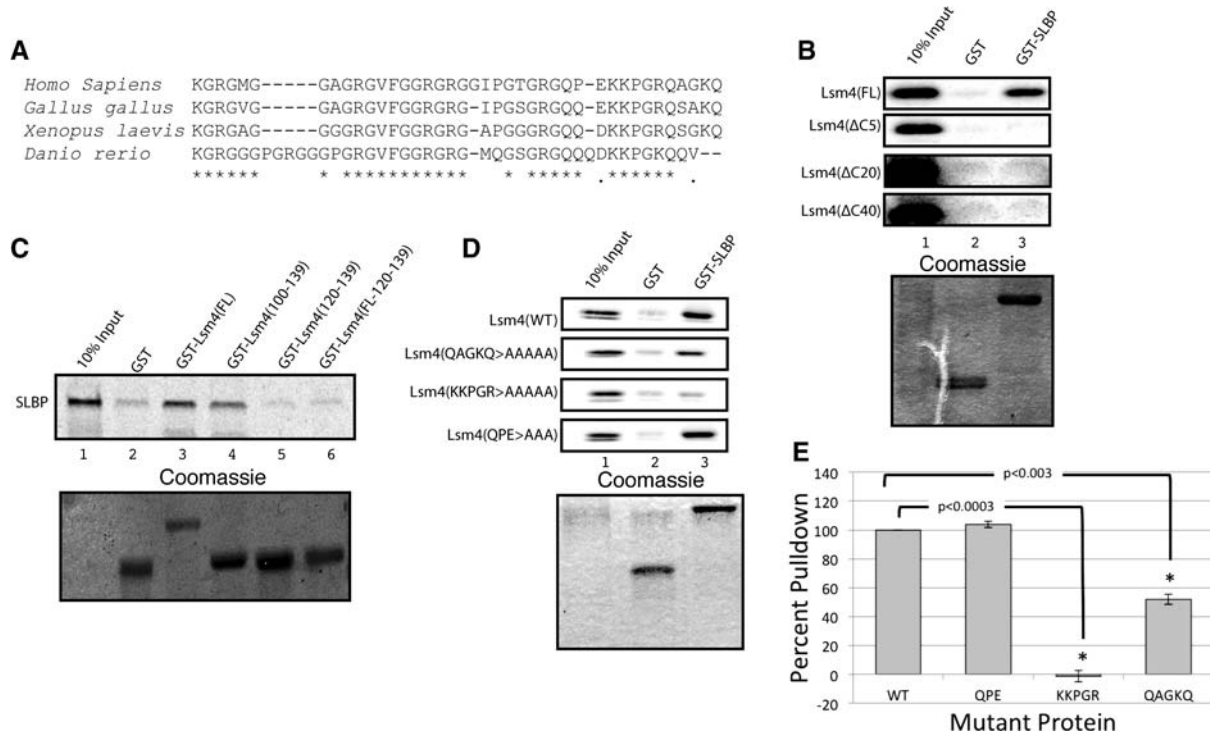 A
Homo Sapiens KGRGMG-----GAGRGVFGGRGRGGIPGTGRGQP-EKKPGRQAGKQ
Gallus gallus KGRGVG-----GAGRGVFGGRGRG-IPGSGRGQQ-EKKPGRQSAKQ
Xenopus laevis KGRGAG-----GGGRGVFGGRGRG-APGGGRGQQ-DKKPGRQSGKQ
Danio rerio KGRGGGPGRGGGPGRGVFGGRGRG-MQGSGRGQQQDKKPGKQQV--
****** * *********** * ***** .****** .
B
10% Input
GST
GST-SLBP
Lsm4(FL)
Lsm4(ΔC5)
Lsm4(ΔC20)
Lsm4(ΔC40)
1 2 3
Coomassie
C
10% Input
GST
GST-Lsm4(FL)
GST-Lsm4(100-139)
GST-Lsm4(120-139)
GST-Lsm4(FL-120-139)
SLBP
1 2 3 4 5 6
Coomassie
D
10% Input
GST
GST-SLBP
Lsm4(WT)
Lsm4(QAGKQ>AAAAA)
Lsm4(KKPGR>AAAAA)
Lsm4(QPE>AAA)
1 2 3
Coomassie
E
Percent Pulldown
140
120
100
80
60
40
20
0
-20
p<0.003
p<0.0003
*
*
WT QPE KKPGR QAGKQ
Mutant Protein